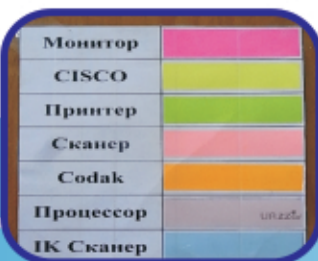 Монитор
CISCO
Принтер
Сканер
Codak
Процессор
IK Сканер